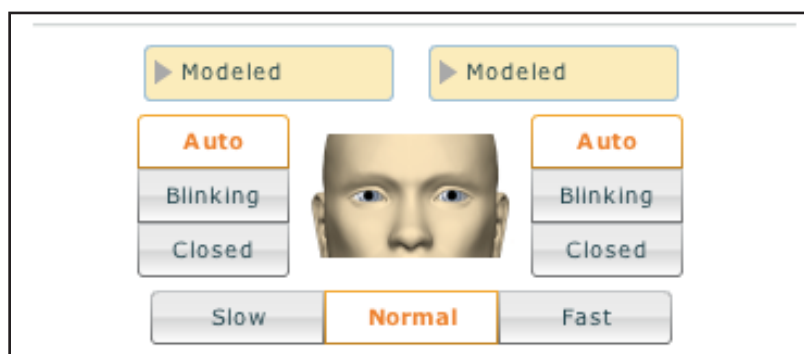 Modeled Modeled
Auto Auto
Blinking Blinking
Closed Closed
Slow Normal Fast